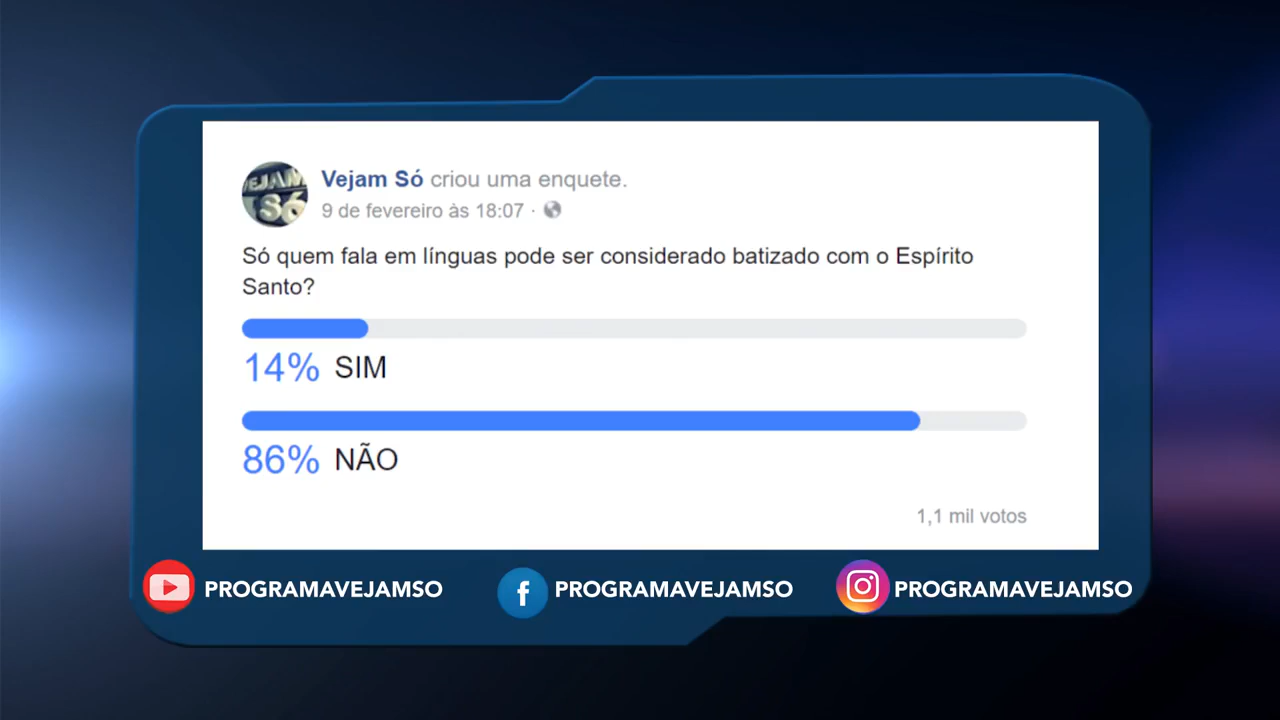 VEJAM
SÓ
Vejam Só criou uma enquete.
9 de fevereiro às 18:07 ·
Só quem fala em línguas pode ser considerado batizado com o Espírito
Santo?
14% SIM
86% NÃO
1,1 mil votos
PROGRAMAVEJAMSO PROGRAMAVEJAMSO PROGRAMAVEJAMSO